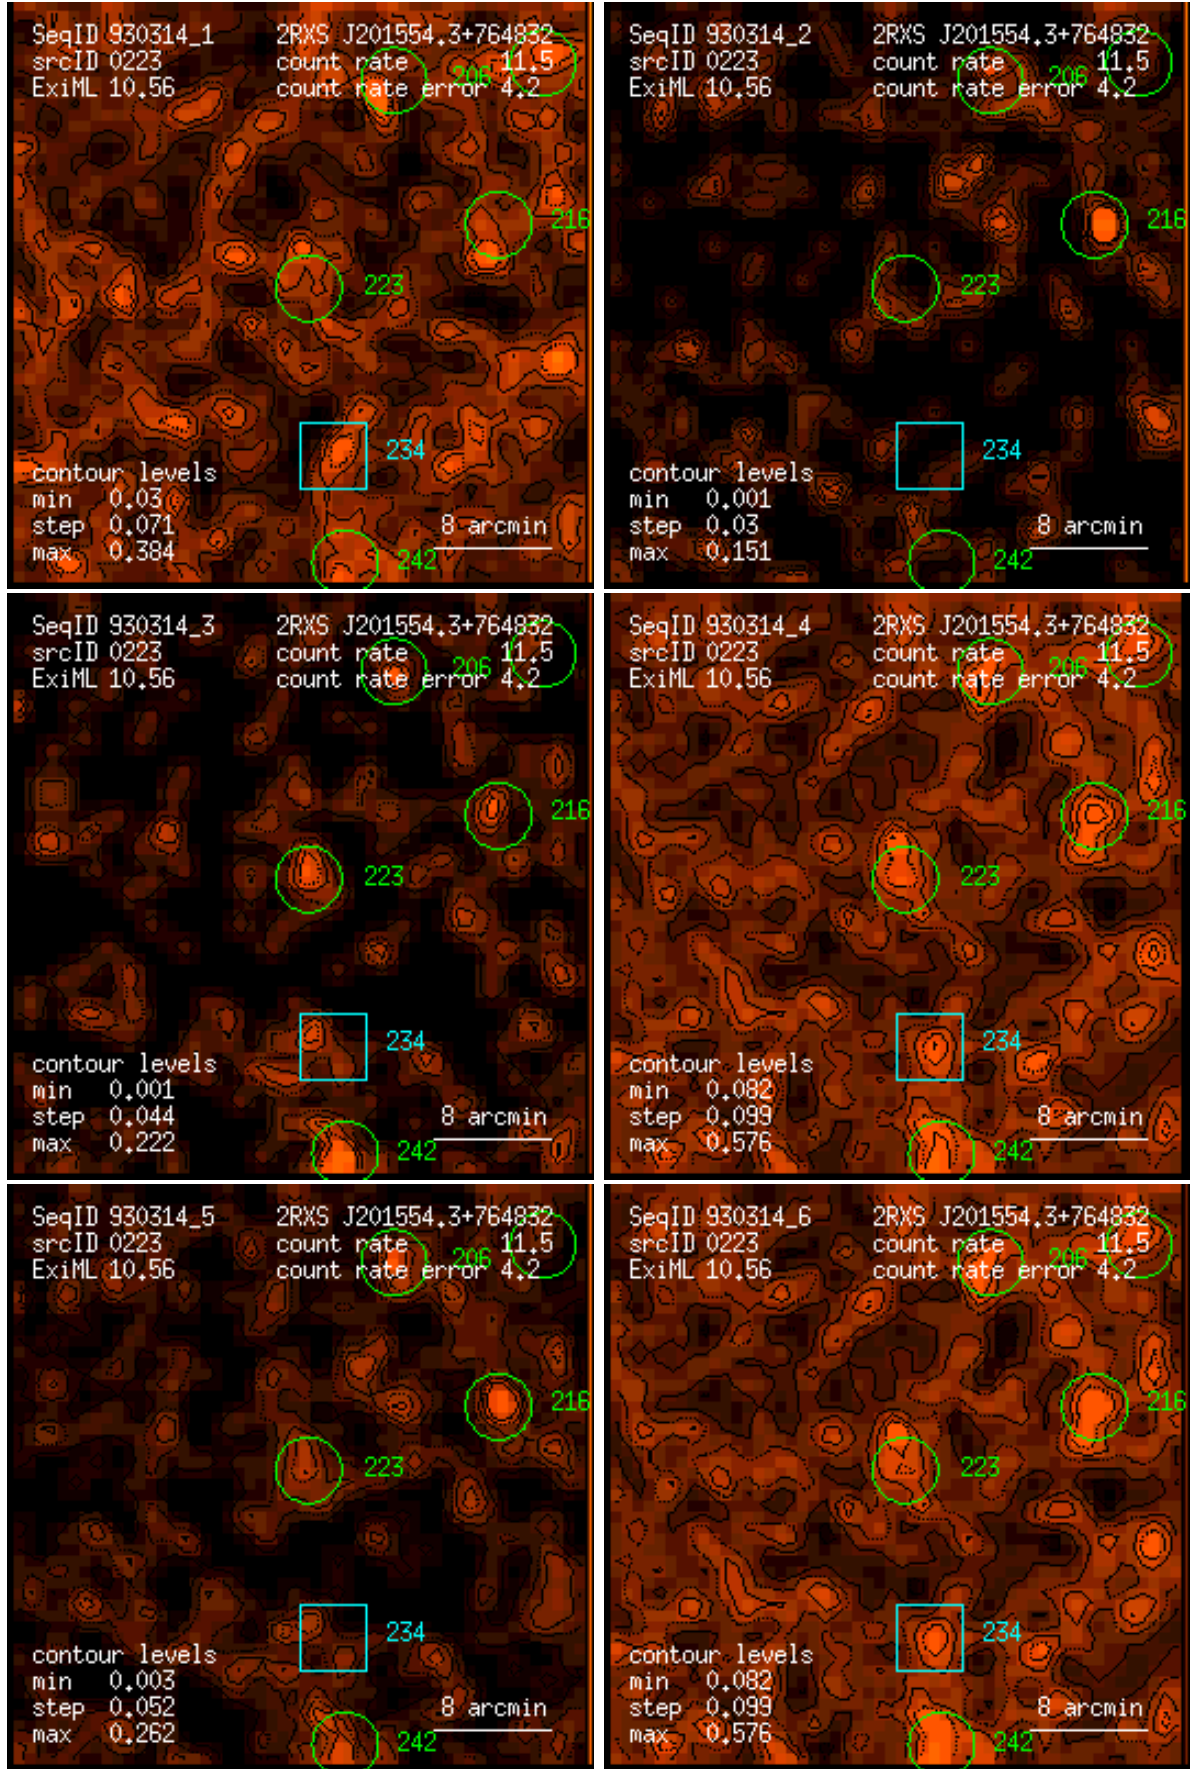 SeqID 930314_1 2RXS J201554.3+764832
srcID 0223 count rate 11.5
ExiML 10.56 count rate error 4.2
206
216
223
234
contour levels
min 0.03
step 0.071 8 arcmin
max 0.384 242
SeqID 930314_2 2RXS J201554.3+764832
srcID 0223 count rate 11.5
ExiML 10.56 count rate error 4.2
206
216
223
234
contour levels
min 0.001
step 0.03 8 arcmin
max 0.151 242
SeqID 930314_3 2RXS J201554.3+764832
srcID 0223 count rate 11.5
ExiML 10.56 count rate error 4.2
206
216
223
234
contour levels
min 0.001
step 0.044 8 arcmin
max 0.222 242
SeqID 930314_4 2RXS J201554.3+764832
srcID 0223 count rate 11.5
ExiML 10.56 count rate error 4.2
206
216
223
234
contour levels
min 0.082
step 0.099 8 arcmin
max 0.576 242
SeqID 930314_5 2RXS J201554.3+764832
srcID 0223 count rate 11.5
ExiML 10.56 count rate error 4.2
206
216
223
234
contour levels
min 0.003
step 0.052 8 arcmin
max 0.262 242
SeqID 930314_6 2RXS J201554.3+764832
srcID 0223 count rate 11.5
ExiML 10.56 count rate error 4.2
206
216
223
234
contour levels
min 0.082
step 0.099 8 arcmin
max 0.576 242